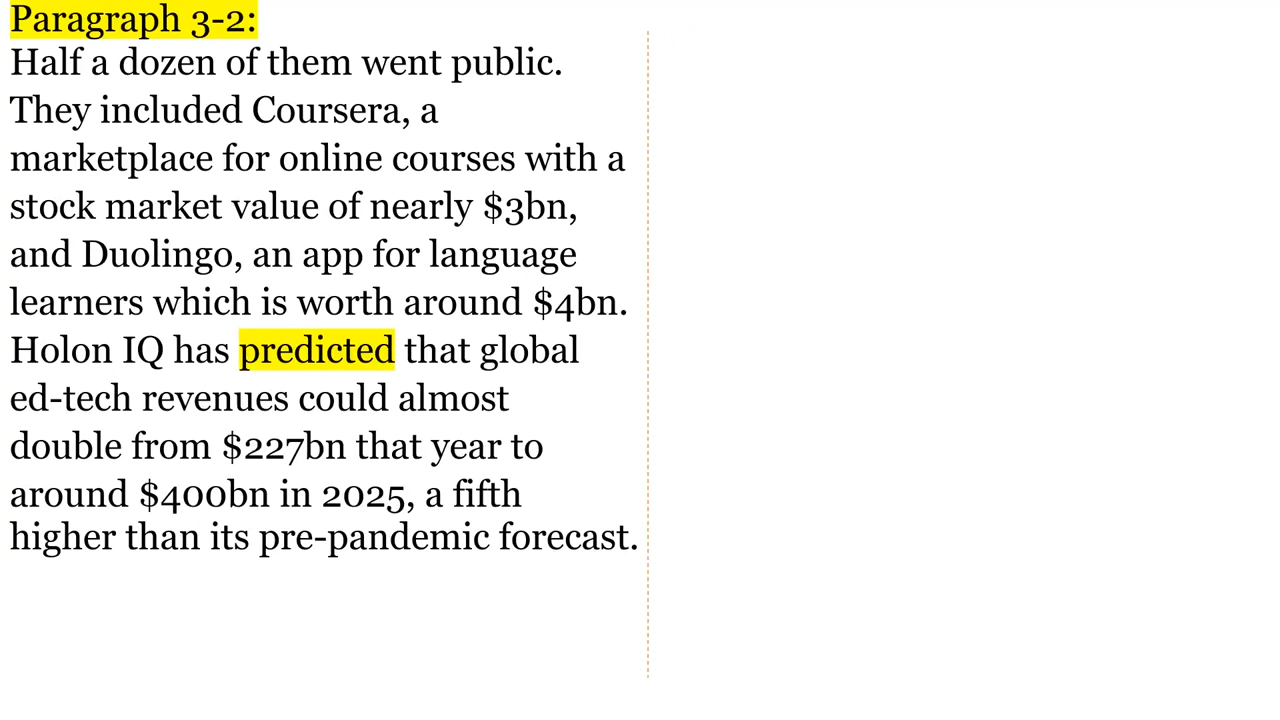 Paragraph 3-2:
Half a dozen of them went public.
They included Coursera, a
marketplace for online courses with a
stock market value of nearly $3bn,
and Duolingo, an app for language
learners which is worth around $4bn.
Holon IQ has predicted that global
ed-tech revenues could almost
double from $227bn that year to
around $400bn in 2025, a fifth
higher than its pre-pandemic forecast.